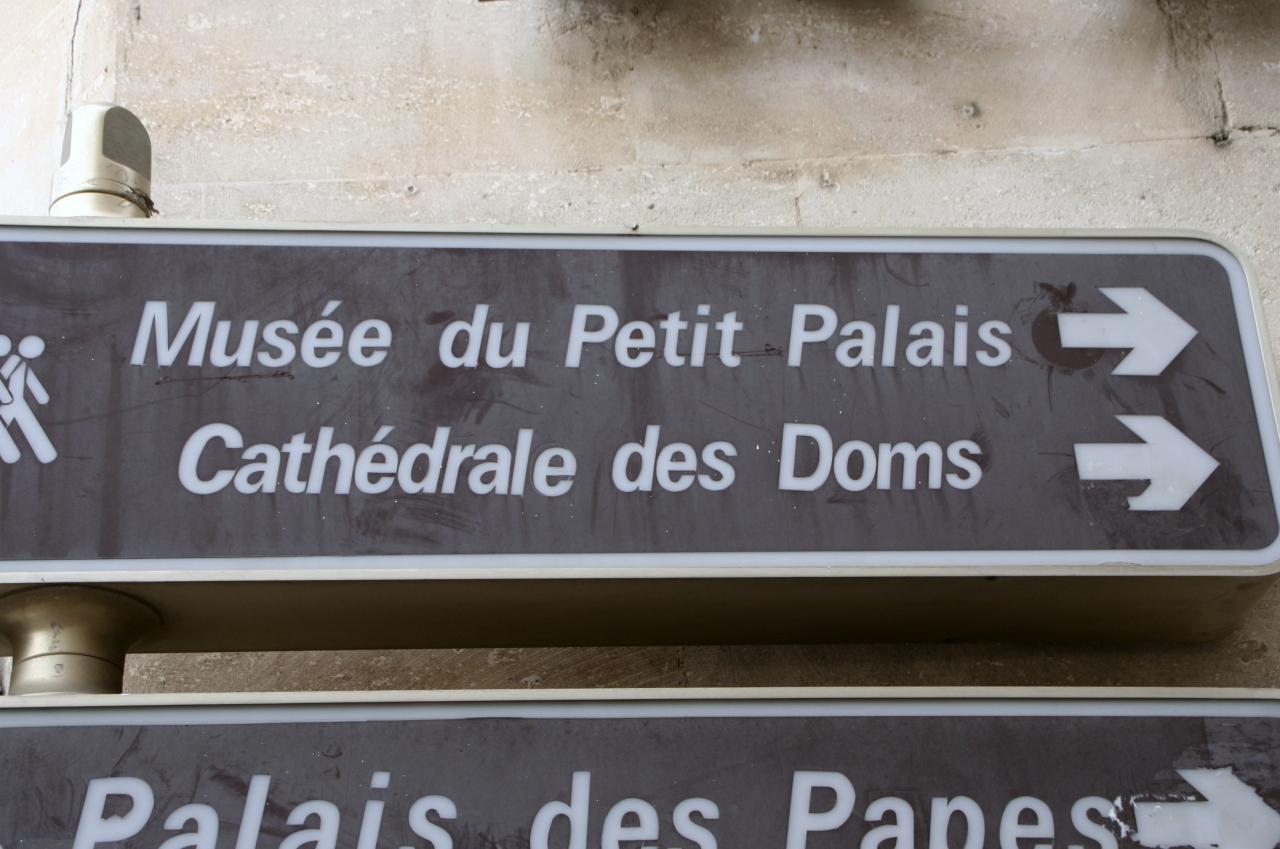 Musée du Petit Palais
Cathédrale des Doms
Palais des Papes